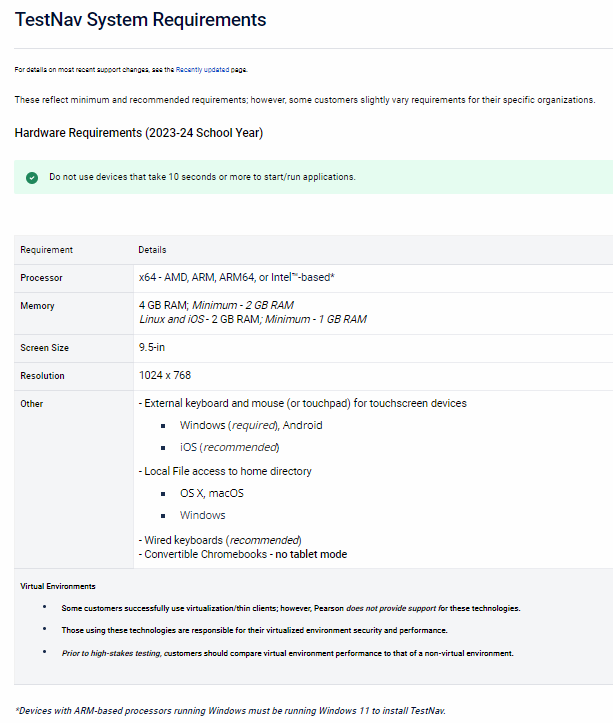 TestNav System Requirements
For details on most recent support changes, see the Recently updated page.
These reflect minimum and recommended requirements; however, some customers slightly vary requirements for their specific organizations.
Hardware Requirements (2023-24 School Year)
Do not use devices that take 10 seconds or more to start/run applications.
Requirement Details
Processor x64 - AMD, ARM, ARM64, or Intel™-based*
Memory 4 GB RAM; Minimum - 2 GB RAM
Linux and iOS - 2 GB RAM; Minimum - 1 GB RAM
Screen Size 9.5-in
Resolution 1024 x 768
Other - External keyboard and mouse (or touchpad) for touchscreen devices
▪ Windows (required), Android
▪ iOS (recommended)
- Local File access to home directory
▪ OS X, macOS
▪ Windows
- Wired keyboards (recommended)
- Convertible Chromebooks - no tablet mode
Virtual Environments
• Some customers successfully use virtualization/thin clients; however, Pearson does not provide support for these technologies.
• Those using these technologies are responsible for their virtualized environment security and performance.
• Prior to high-stakes testing, customers should compare virtual environment performance to that of a non-virtual environment.
*Devices with ARM-based processors running Windows must be running Windows 11 to install TestNav.